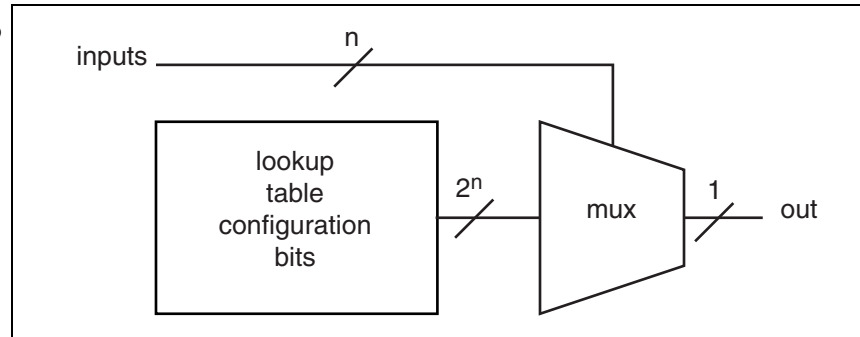 n
inputs
lookup
table
configuration
bits
2ⁿ
mux
1
out